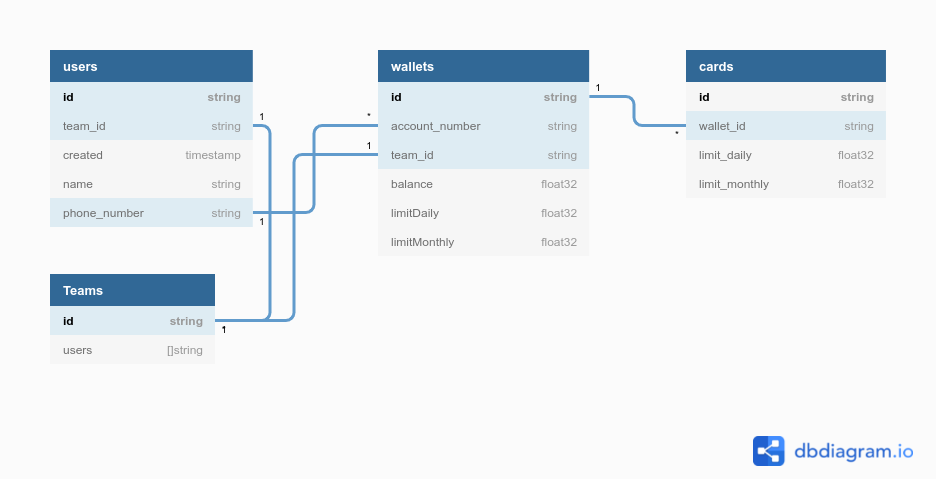 users
id string
team_id string
created timestamp
name string
phone_number string
1
1
Teams
id string
users []string
1
wallets
id string
account_number string
team_id string
balance float32
limitDaily float32
limitMonthly float32
*
1
1
cards
id string
wallet_id string
limit_daily float32
limit_monthly float32
*
dbdiagram.io